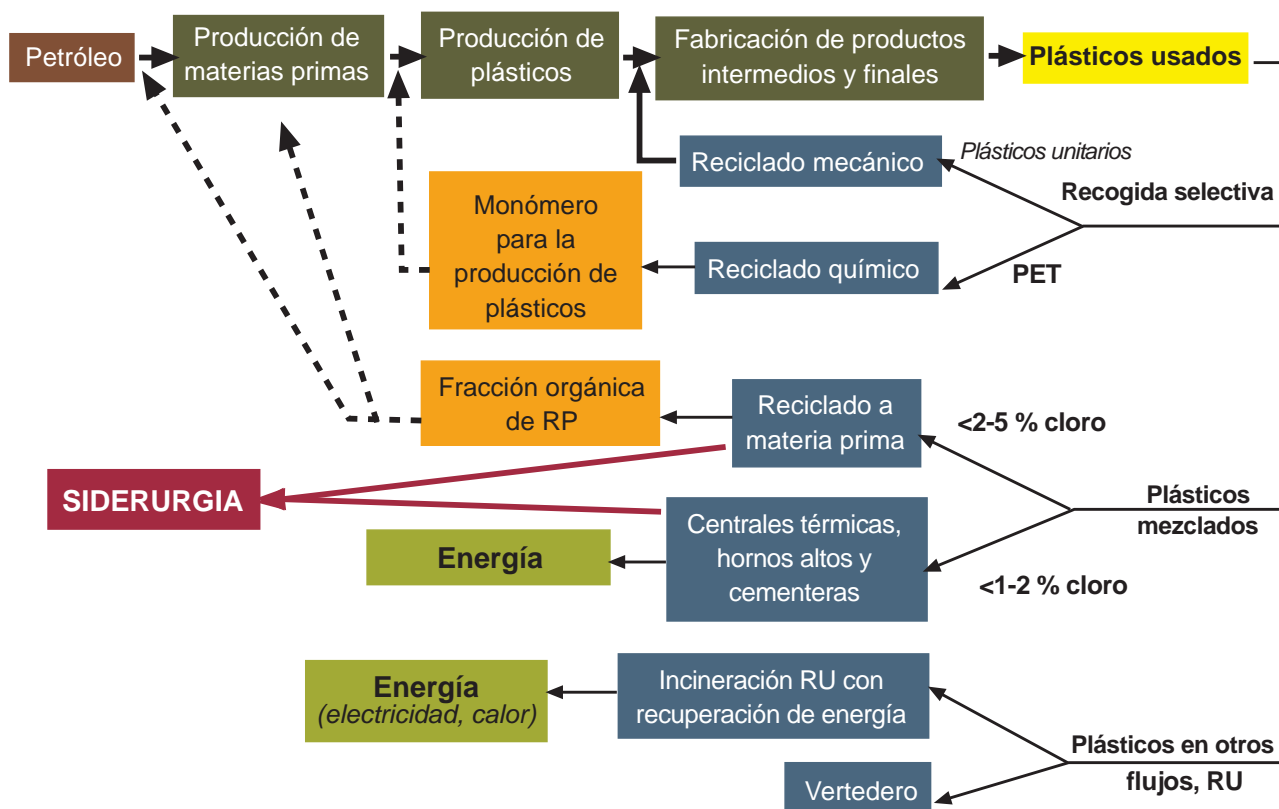 Petróleo
Producción de
materias primas
Producción de
plásticos
Fabricación de productos
intermedios y finales
Plásticos usados
Reciclado mecánico
Plásticos unitarios
Recogida selectiva
Monómero
para la
producción de
plásticos
Reciclado químico
PET
Fracción orgánica
de RP
Reciclado a
materia prima
<2-5 % cloro
SIDERURGIA
Plásticos
mezclados
Energía
Centrales térmicas,
hornos altos y
cementeras
<1-2 % cloro
Energía
(electricidad, calor)
Incineración RU con
recuperación de energía
Plásticos en otros
flujos, RU
Vertedero